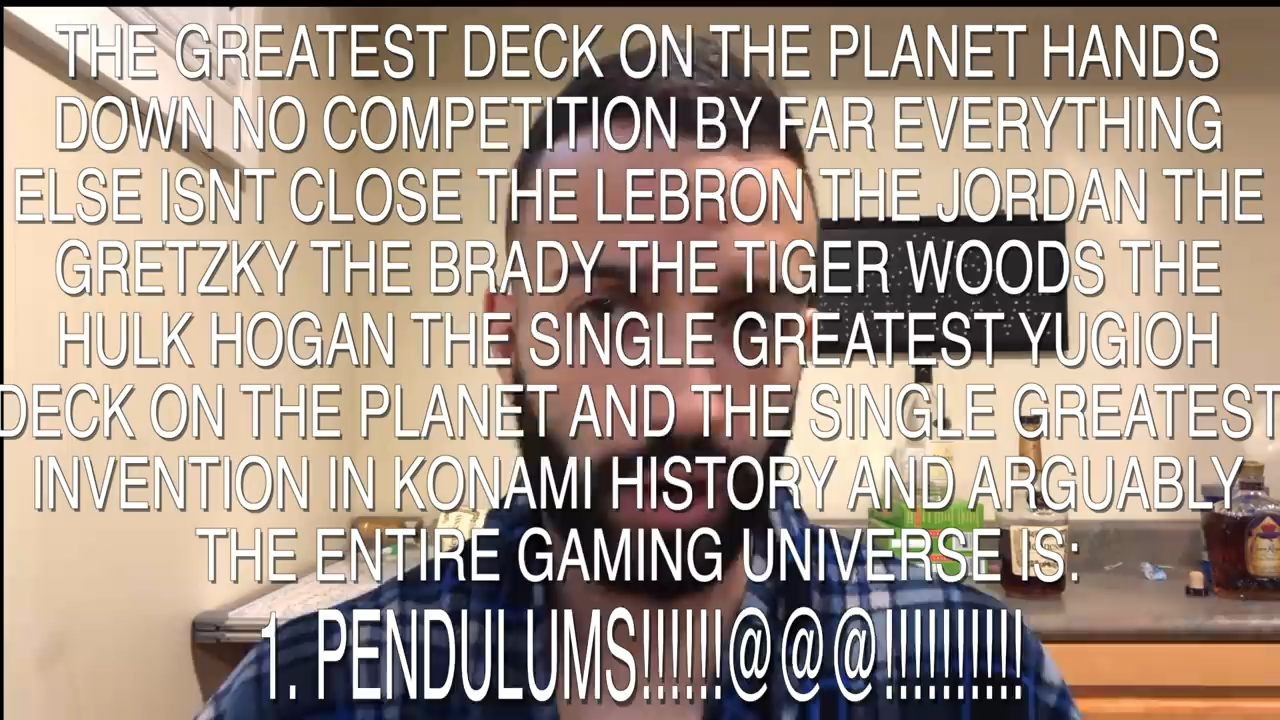 THE GREATEST DECK ON THE PLANET HANDS
DOWN NO COMPETITION BY FAR EVERYTHING
ELSE ISNT CLOSE THE LEBRON THE JORDAN THE
GRETZKY THE BRADY THE TIGER WOODS THE
HULK HOGAN THE SINGLE GREATEST YUGIOH
DECK ON THE PLANET AND THE SINGLE GREATEST
INVENTION IN KONAMI HISTORY AND ARGUABLY
THE ENTIRE GAMING UNIVERSE IS:
1. PENDULUMS!!!!!!@@@!!!!!!!!!!